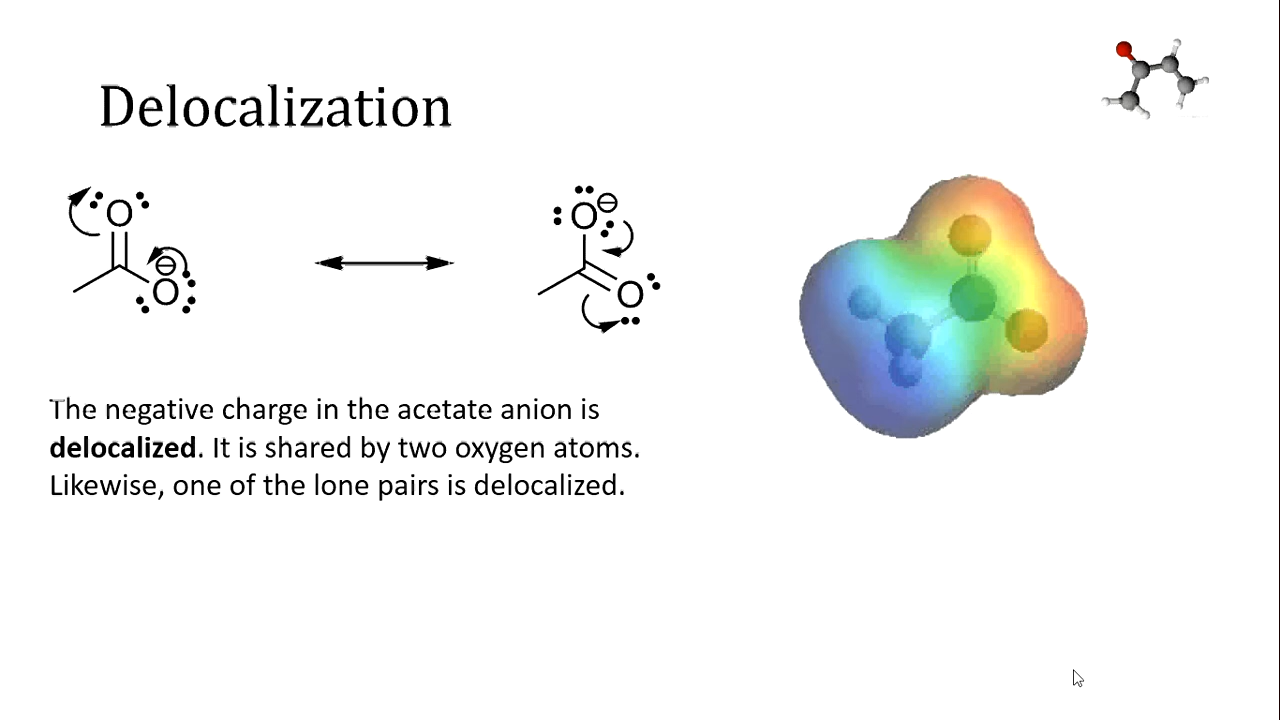 Delocalization
O
O
⊖
O
⊖
O
The negative charge in the acetate anion is
delocalized. It is shared by two oxygen atoms.
Likewise, one of the lone pairs is delocalized.